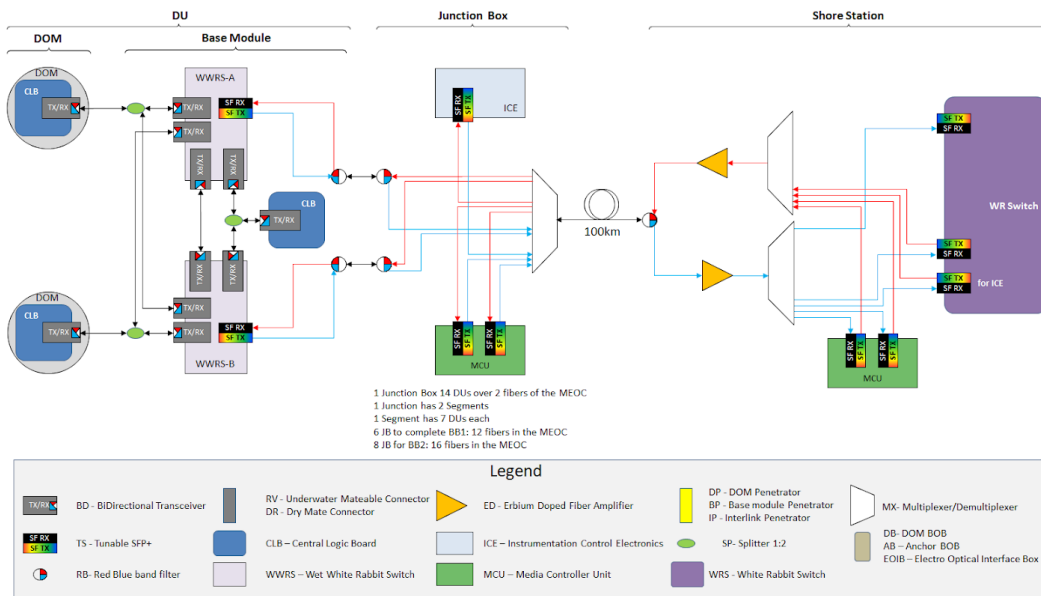 DU
Junction Box
Shore Station
DOM
Base Module
DOM
CLB
TX/RX
WWRS-A
TX/RX
SF RX
SF TX
TX/RX
TX/RX
TX/RX
CLB
TX/RX
TX/RX
TX/RX
DOM
CLB
TX/RX
TX/RX
TX/RX
SF RX
SF TX
WWRS-B
SF RX
SF TX
ICE
100km
SF RX
SF TX
SF RX
SF TX
MCU
SF TX
SF RX
WR Switch
SF TX
SF RX
SF TX
SF RX
for ICE
SF RX
SF TX
SF RX
SF TX
MCU
1 Junction Box 14 DUs over 2 fibers of the MEOC
1 Junction has 2 Segments
1 Segment has 7 DUs each
6 JB to complete BB1: 12 fibers in the MEOC
8 JB for BB2: 16 fibers in the MEOC
Legend
TX/RX
BD - BiDirectional Transceiver
RV - Underwater Mateable Connector
DR - Dry Mate Connector
ED – Erbium Doped Fiber Amplifier
DP - DOM Penetrator
BP - Base module Penetrator
IP - Interlink Penetrator
MX- Multiplexer/Demultiplexer
SF RX
SF TX
TS - Tunable SFP+
CLB – Central Logic Board
ICE – Instrumentation Control Electronics
SP- Splitter 1:2
DB- DOM BOB
AB – Anchor BOB
EOIB – Electro Optical Interface Box
RB- Red Blue band filter
WWRS – Wet White Rabbit Switch
MCU – Media Controller Unit
WRS - White Rabbit Switch